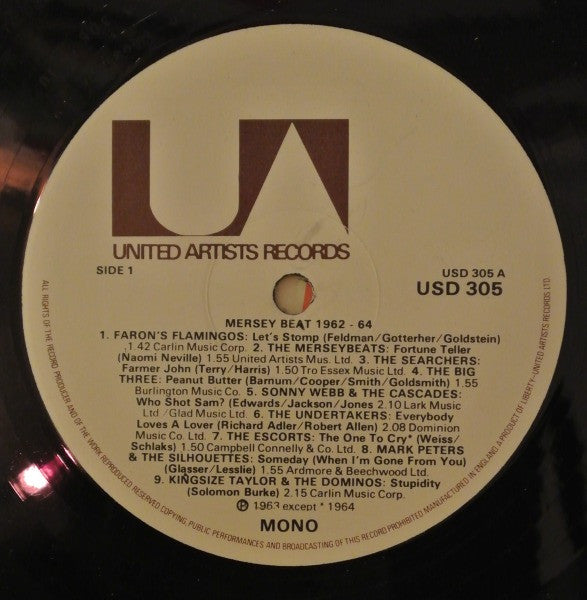 UA
UNITED ARTISTS RECORDS
SIDE 1
USD 305 A
USD 305
MERSEY BEAT 1962 - 64
1. FARON'S FLAMINGOS: Let's Stomp (Feldman/Gotterher/Goldstein)
1.42 Carlin Music Corp. 2. THE MERSEYBEATS: Fortune Teller
(Naomi Neville) 1.55 United Artists Mus. Ltd. 3. THE SEARCHERS:
Farmer John (Terry/Harris) 1.50 Tro Essex Music Ltd. 4. THE BIG
THREE: Peanut Butter (Barnum/Cooper/Smith/Goldsmith) 1.55
Burlington Music Co. 5. SONNY WEBB & THE CASCADES:
Who Shot Sam? (Edwards/Jackson/Jones 2.10 Lark Music
Ltd./Glad Music Ltd. 6. THE UNDERTAKERS: Everybody
Loves A Lover (Richard Adler/Robert Allen) 2.08 Dominion
Music Co. Ltd. 7. THE ESCORTS: The One To Cry* (Weiss/
Schlaks) 1.50 Campbell Connelly & Co. Ltd. 8. MARK PETERS
& THE SILHOUETTES: Someday (When I'm Gone From You)
(Glasser/Lesslie) 1.55 Ardmore & Beechwood Ltd.
9. KINGSIZE TAYLOR & THE DOMINOS: Stupidity
(Solomon Burke) 2.15 Carlin Music Corp.
℗ 1963 except * 1964
MONO
ALL RIGHTS OF THE RECORD PRODUCER AND OF THE WORK REPRODUCED RESERVED. COPYING, PUBLIC PERFORMANCES AND BROADCASTING OF THIS RECORD PROHIBITED. MANUFACTURED IN ENGLAND. A PRODUCT OF LIBERTY-UNITED ARTISTS RECORDS LTD.